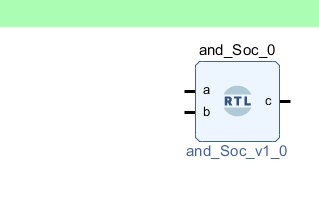 and_Soc_0
a
b
RTL
c
and_Soc_v1_0